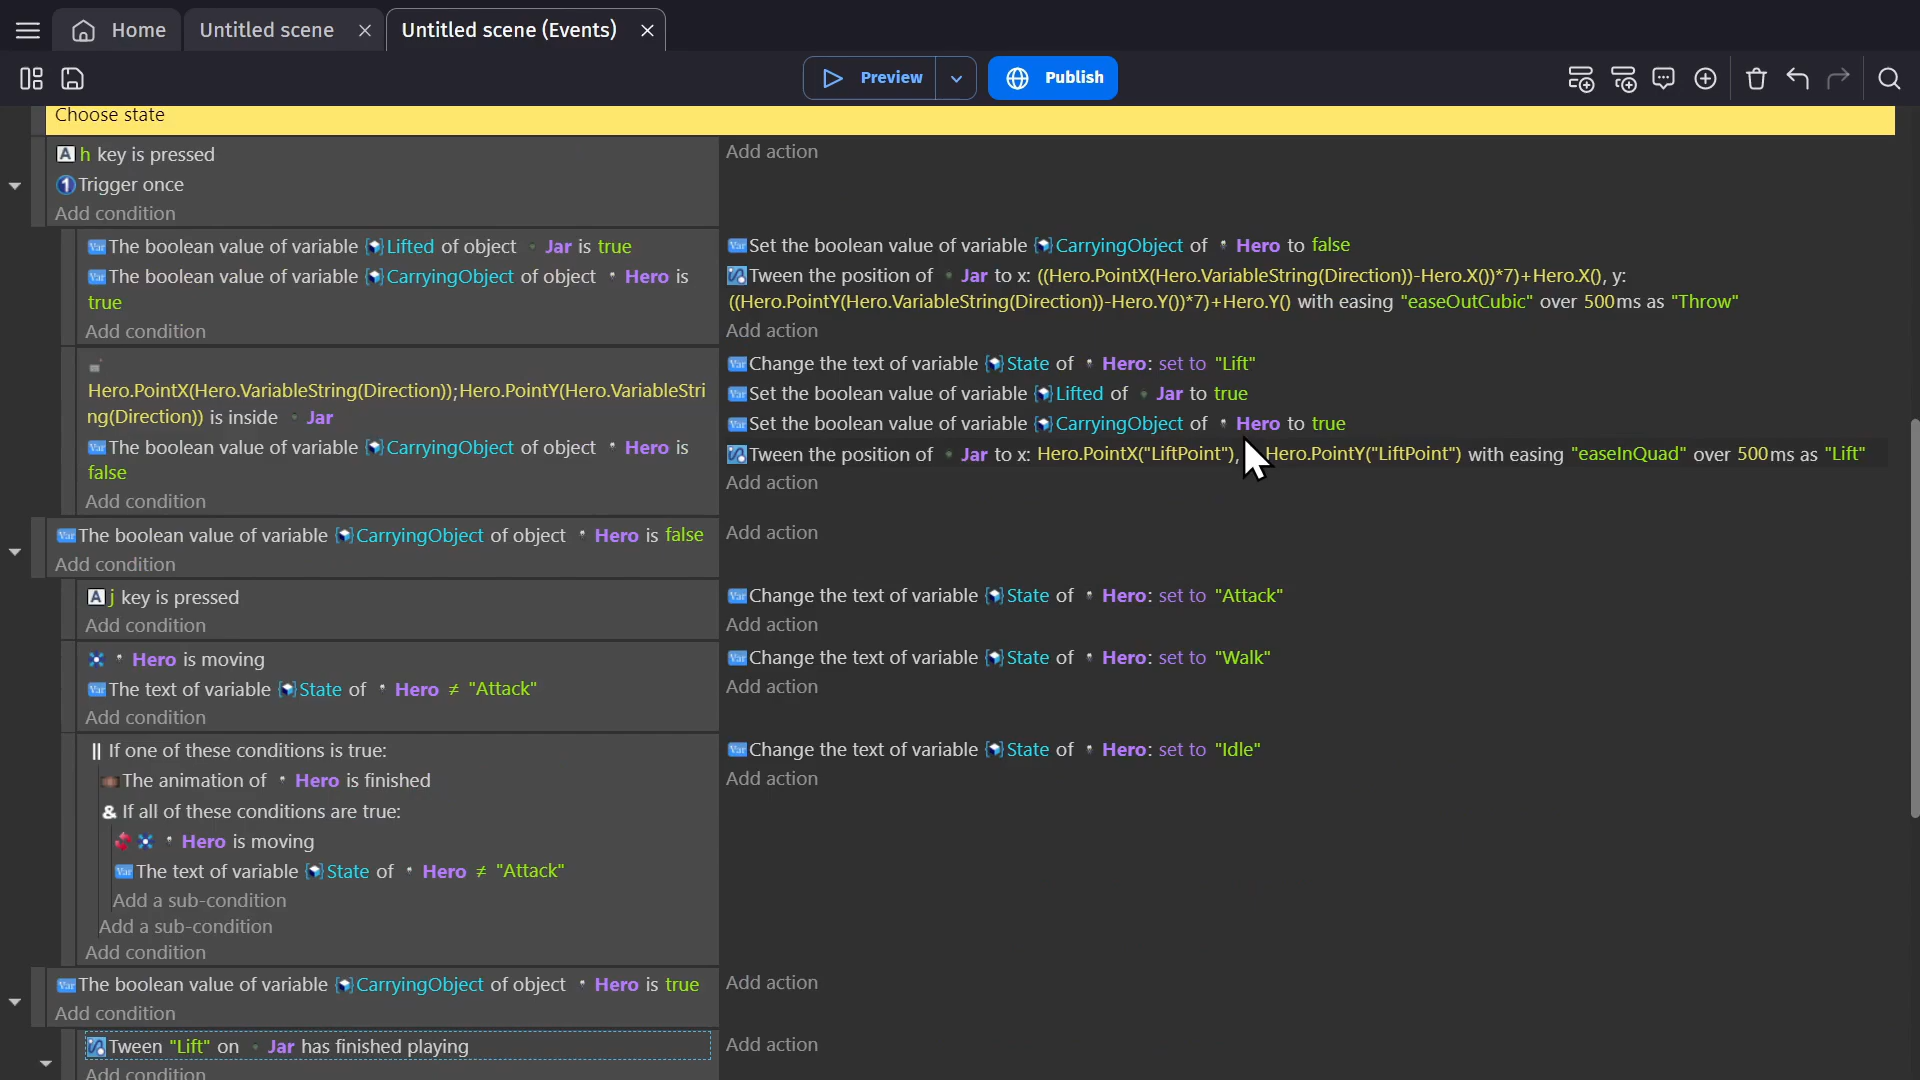 Home
Untitled scene
Untitled scene (Events)
Preview
Publish
Choose state
h key is pressed
Trigger once
Add condition
Add action
The boolean value of variable Lifted of object Jar is true
The boolean value of variable CarryingObject of object Hero is
true
Add condition
Set the boolean value of variable CarryingObject of Hero to false
Tween the position of Jar to x: ((Hero.PointX(Hero.VariableString(Direction))-Hero.X())*7)+Hero.X(), y:
((Hero.PointY(Hero.VariableString(Direction))-Hero.Y())*7)+Hero.Y() with easing "easeOutCubic" over 500ms as "Throw"
Add action
Hero.PointX(Hero.VariableString(Direction));Hero.PointY(Hero.VariableStri
ng(Direction)) is inside Jar
The boolean value of variable CarryingObject of object Hero is
false
Add condition
Change the text of variable State of Hero: set to "Lift"
Set the boolean value of variable Lifted of Jar to true
Set the boolean value of variable CarryingObject of Hero to true
Tween the position of Jar to x: Hero.PointX("LiftPoint"), Hero.PointY("LiftPoint") with easing "easeInQuad" over 500ms as "Lift"
Add action
The boolean value of variable CarryingObject of object Hero is false
Add condition
Add action
j key is pressed
Add condition
Change the text of variable State of Hero: set to "Attack"
Add action
Hero is moving
The text of variable State of Hero ≠ "Attack"
Add condition
Change the text of variable State of Hero: set to "Walk"
Add action
If one of these conditions is true:
The animation of Hero is finished
& If all of these conditions are true:
Hero is moving
The text of variable State of Hero ≠ "Attack"
Add a sub-condition
Add a sub-condition
Add condition
Change the text of variable State of Hero: set to "Idle"
Add action
The boolean value of variable CarryingObject of object Hero is true
Add condition
Add action
Tween "Lift" on Jar has finished playing
Add condition
Add action